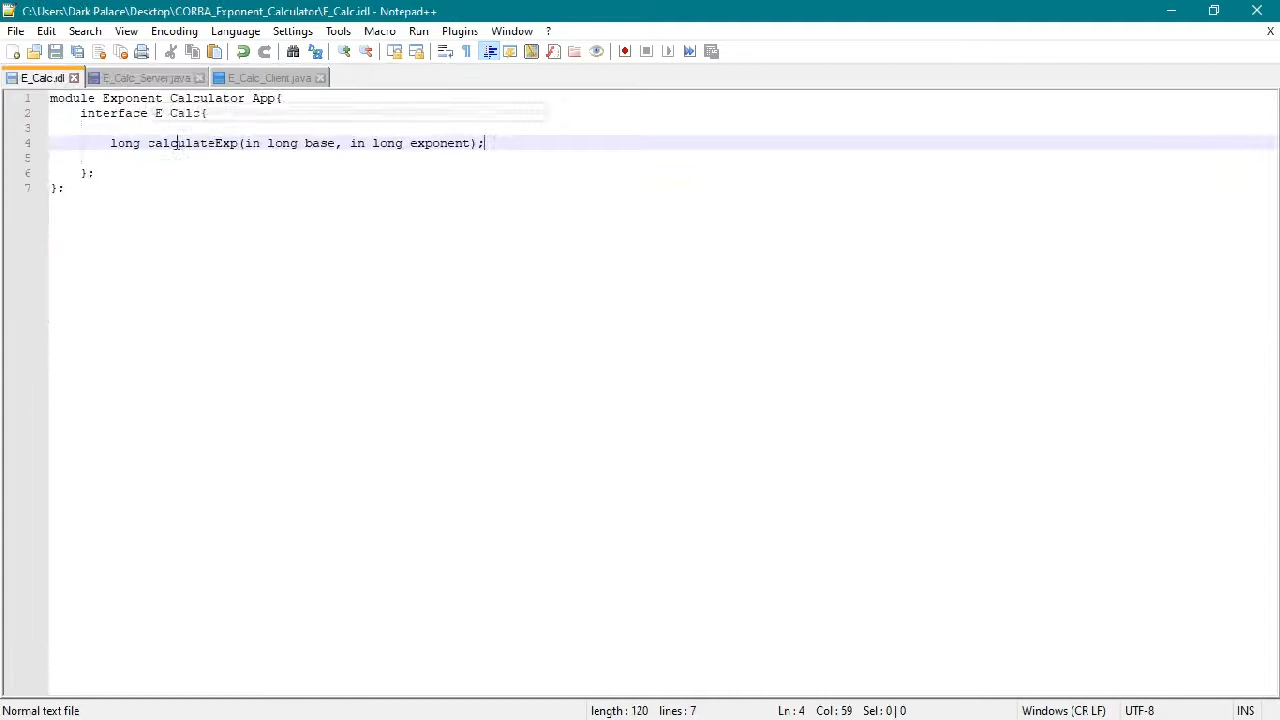 C:\Users\Dark Palace\Desktop\CORBA_Exponent_Calculator\E_Calc.idl - Notepad++
File Edit Search View Encoding Language Settings Tools Macro Run Plugins Window ? X
E_Calc.idl E_Calc_Server.java E_Calc_Client.java
1 module Exponent_Calculator_App{
2 interface E_Calc{
3
4 long calculateExp(in long base, in long exponent);
5
6 };
7 };
Normal text file length : 120 lines : 7 Ln : 4 Col : 59 Sel : 0 | 0 Windows (CR LF) UTF-8 INS